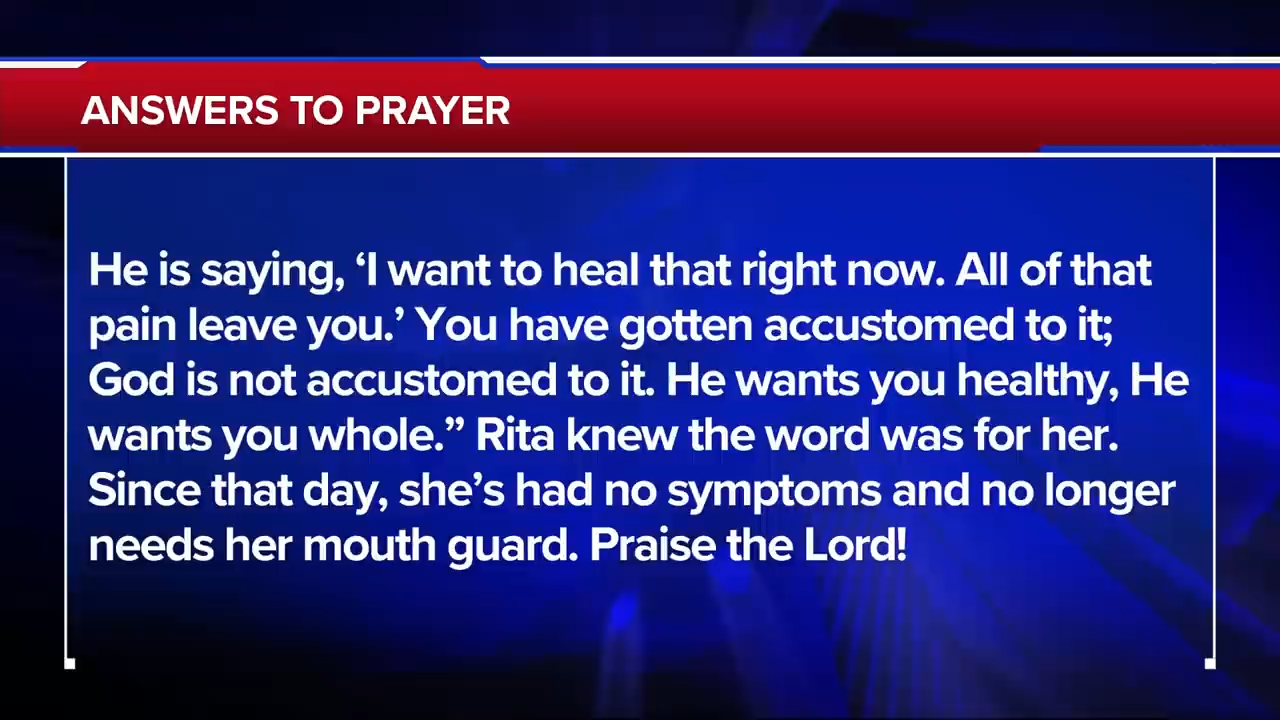 ANSWERS TO PRAYER
He is saying, ‘I want to heal that right now. All of that
pain leave you.’ You have gotten accustomed to it;
God is not accustomed to it. He wants you healthy, He
wants you whole.” Rita knew the word was for her.
Since that day, she’s had no symptoms and no longer
needs her mouth guard. Praise the Lord!